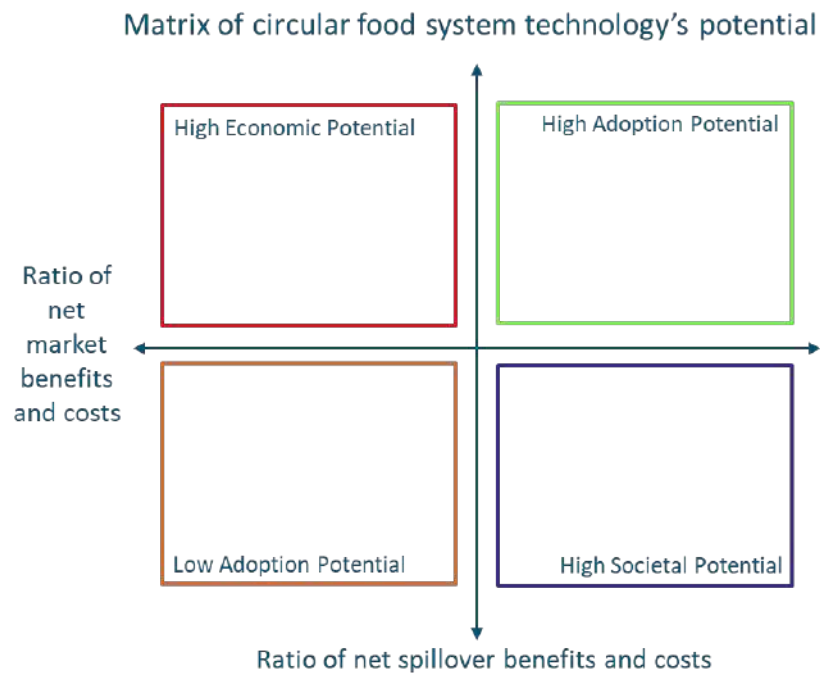 Matrix of circular food system technology's potential
High Economic Potential
High Adoption Potential
Ratio of
net
market
benefits
and costs
Low Adoption Potential
High Societal Potential
Ratio of net spillover benefits and costs